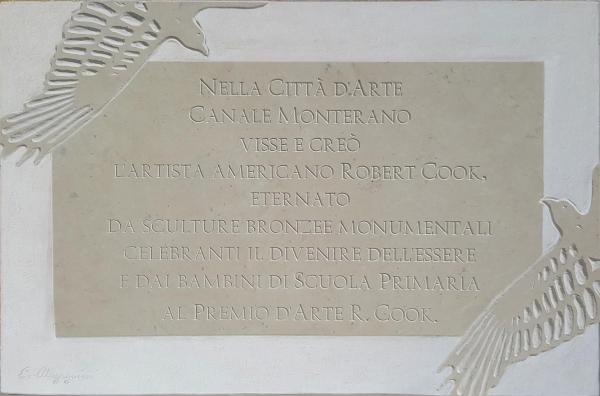 Nella Città d'Arte
Canale Monterano
visse e creò
l'artista americano Robert Cook,
eternato
da sculture bronzee monumentali
celebranti il divenire dell'essere
e dai bambini di Scuola Primaria
al Premio d'Arte R. Cook.